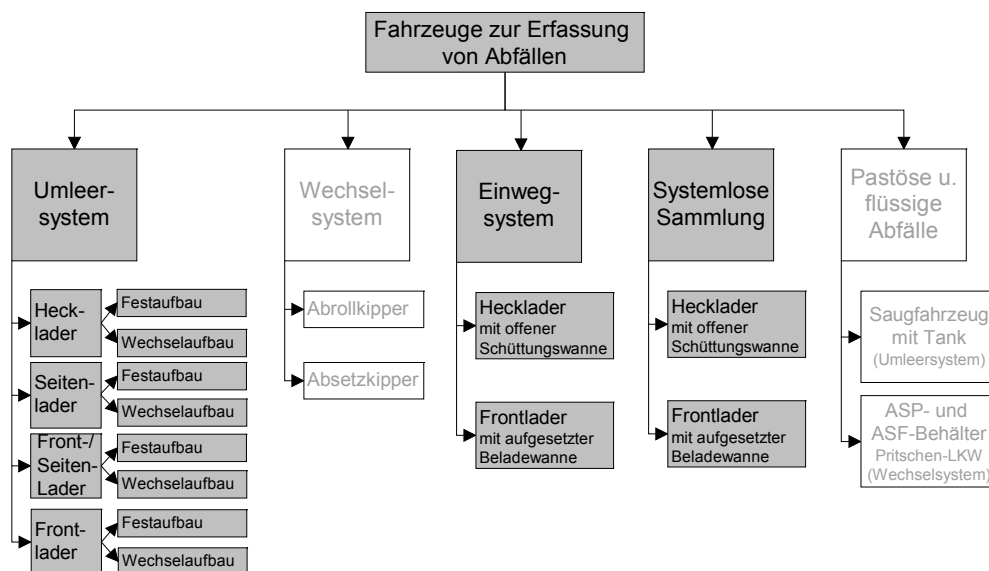 Fahrzeuge zur Erfassung
von Abfällen
Umleer-
system
Heck-
lader
Festaufbau
Wechselaufbau
Seiten-
lader
Festaufbau
Wechselaufbau
Front-/
Seiten-
Lader
Festaufbau
Wechselaufbau
Front-
lader
Festaufbau
Wechselaufbau
Wechsel-
system
Abrollkipper
Absetzkipper
Einweg-
system
Hecklader
mit offener
Schüttungswanne
Frontlader
mit aufgesetzter
Beladewanne
Systemlose
Sammlung
Hecklader
mit offener
Schüttungswanne
Frontlader
mit aufgesetzter
Beladewanne
Pastöse u.
flüssige
Abfälle
Saugfahrzeug
mit Tank
(Umleersystem)
ASP- und
ASF-Behälter
Pritschen-LKW
(Wechselsystem)